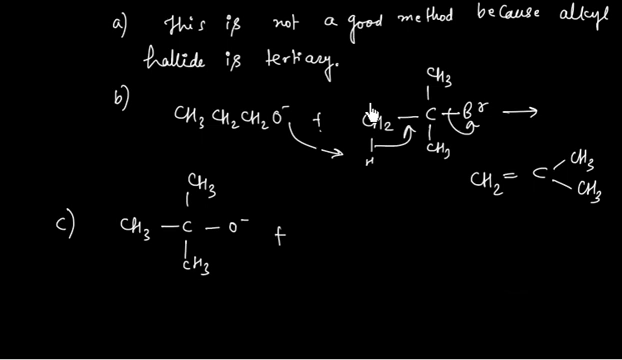 a) This is not a good method because alkyl
hallide is tertiary.
b) CH3 CH2 CH2 O⁻ + CH2 — C — Br ⟶
CH3
CH3
H
CH2 = C
CH3
CH3
c) CH3 — C — O⁻ +
CH3
CH3